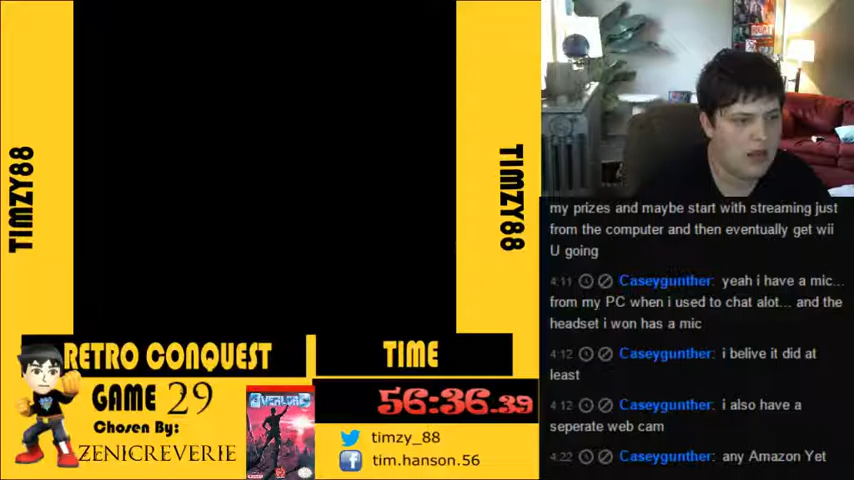 TIMZY88
TIMZY88
my prizes and maybe start with streaming just
from the computer and then eventually get wii
U going
4:11 Caseygunther: yeah i have a mic...
from my PC when i used to chat alot... and the
headset i won has a mic
4:12 Caseygunther: i belive it did at
least
4:12 Caseygunther: i also have a
seperate web cam
4:22 Caseygunther: any Amazon Yet
RETRO CONQUEST
GAME 29
Chosen By:
ZENICREVERIE
OVERLORD
TIME
56:36.39
timzy_88
tim.hanson.56